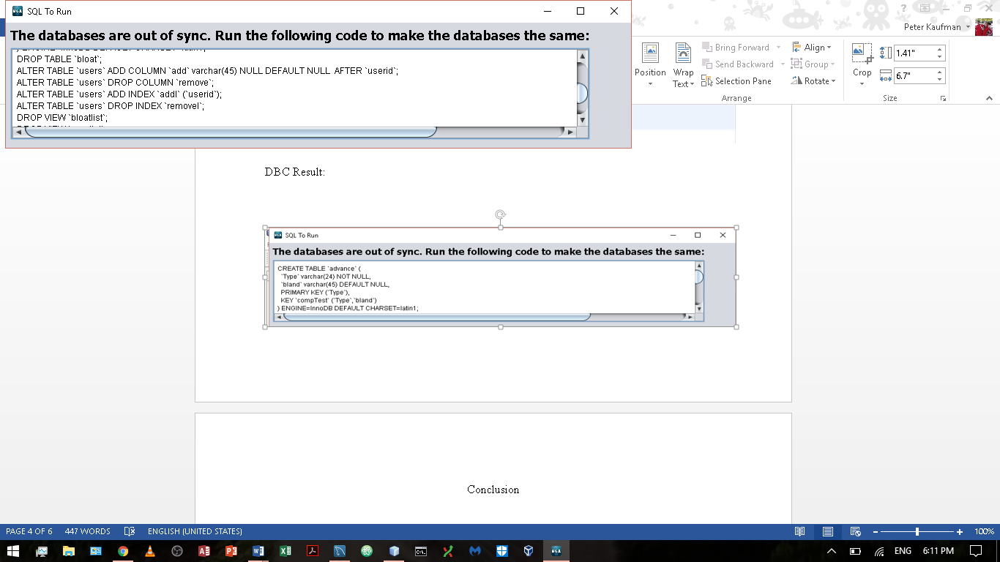 SQL To Run
The databases are out of sync. Run the following code to make the databases the same:
DROP TABLE `bloat`;
ALTER TABLE `users` ADD COLUMN `add` varchar(45) NULL DEFAULT NULL  AFTER `userid`;
ALTER TABLE `users` DROP COLUMN `remove`;
ALTER TABLE `users` ADD INDEX `addI` (`userid`);
ALTER TABLE `users` DROP INDEX `removeI`;
DROP VIEW `bloatlist`;
Peter Kaufman
Position
Wrap
Text
Bring Forward
Send Backward
Selection Pane
Align
Group
Rotate
Arrange
Crop
1.41"
6.7"
Size
DBC Result:
SQL To Run
The databases are out of sync. Run the following code to make the databases the same:
CREATE TABLE `advance` (
`Type` varchar(24) NOT NULL,
`bland` varchar(45) DEFAULT NULL,
PRIMARY KEY (`Type`),
KEY `compTest` (`Type`,`bland`)
) ENGINE=InnoDB DEFAULT CHARSET=latin1;
Conclusion
PAGE 4 OF 6 447 WORDS ENGLISH (UNITED STATES) 100%
ENG 6:11 PM